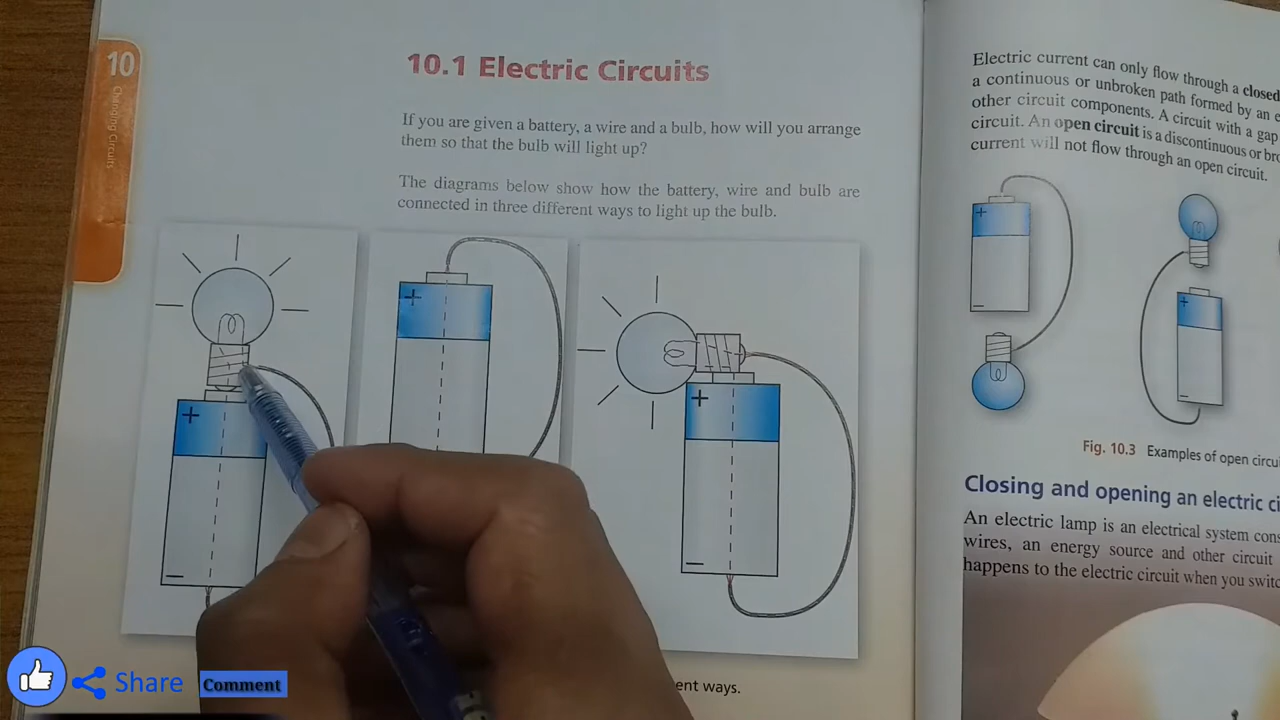 10
Changing Circuits
10.1 Electric Circuits
If you are given a battery, a wire and a bulb, how will you arrange
them so that the bulb will light up?
The diagrams below show how the battery, wire and bulb are
connected in three different ways to light up the bulb.
+
+
+
−
−
ways.
Electric current can only flow through a closed
a continuous or unbroken path formed by an
other circuit components. A circuit with a gap
circuit. An open circuit is a discontinuous or
current will not flow through an open circuit.
+
+
−
−
Fig. 10.3 Examples of open
Closing and opening an electric
An electric lamp is an electrical system
wires, an energy source and other circuit
happens to the electric circuit when you
Share
Comment